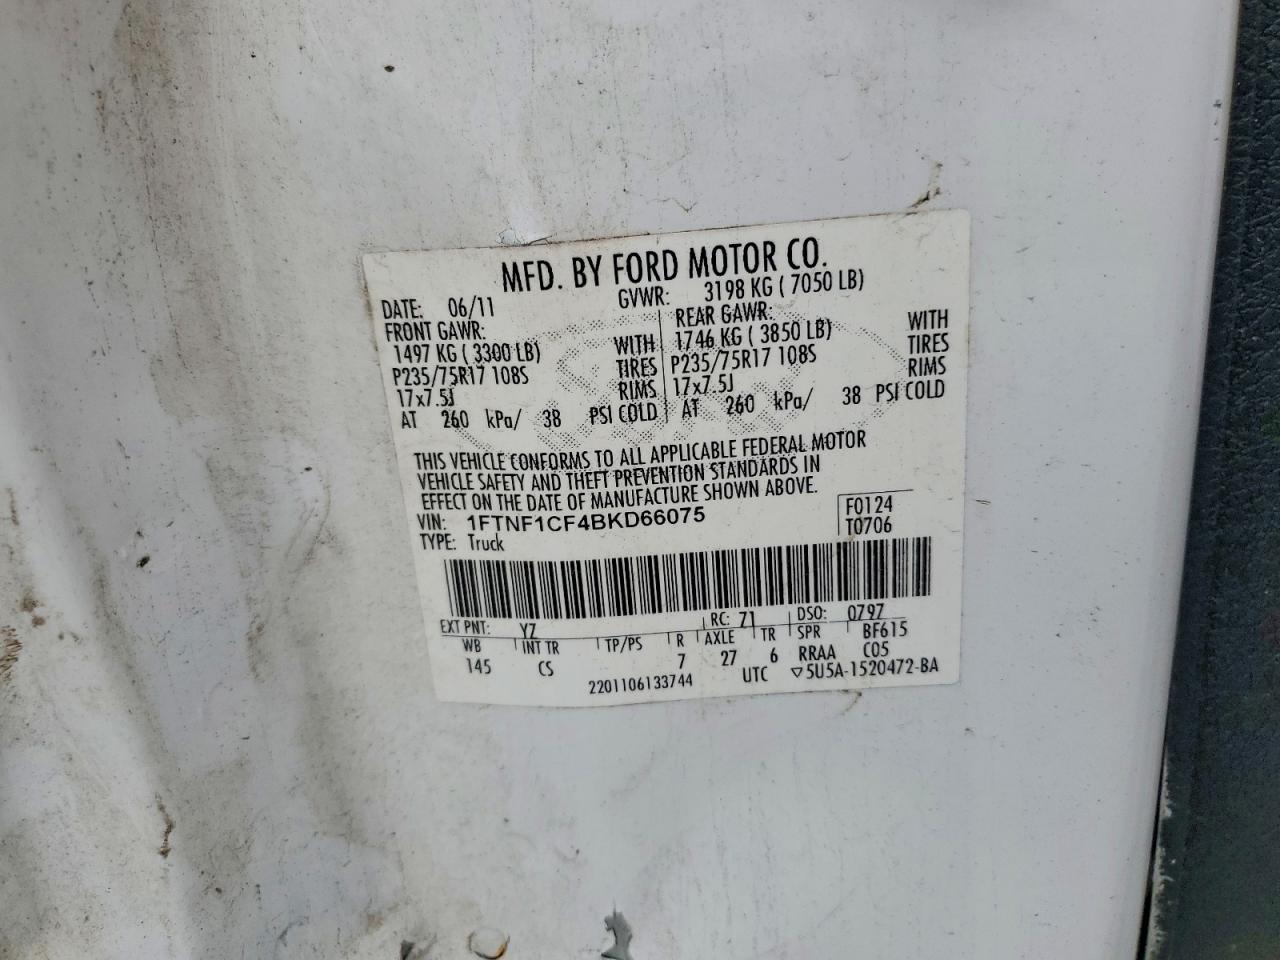 MFD. BY FORD MOTOR CO.
DATE: 06/11 GVWR: 3198 KG ( 7050 LB)
FRONT GAWR: REAR GAWR:
1497 KG ( 3300 LB) WITH 1746 KG ( 3850 LB) WITH
P235/75R17 108S TIRES P235/75R17 108S TIRES
17x7.5J RIMS 17x7.5J RIMS
AT 260 kPa/ 38 PSI COLD AT 260 kPa/ 38 PSI COLD
THIS VEHICLE CONFORMS TO ALL APPLICABLE FEDERAL MOTOR
VEHICLE SAFETY AND THEFT PREVENTION STANDARDS IN
EFFECT ON THE DATE OF MANUFACTURE SHOWN ABOVE.
VIN: 1FTNF1CF4BKD66075 F0124
TYPE: Truck T0706
EXT PNT: YZ RC: 71 DSO: 0797
WB INT TR TP/PS R AXLE TR SPR BF615
145 CS 7 27 6 RRAA C05
2201106133744 UTC ▽5U5A-1520472-BA